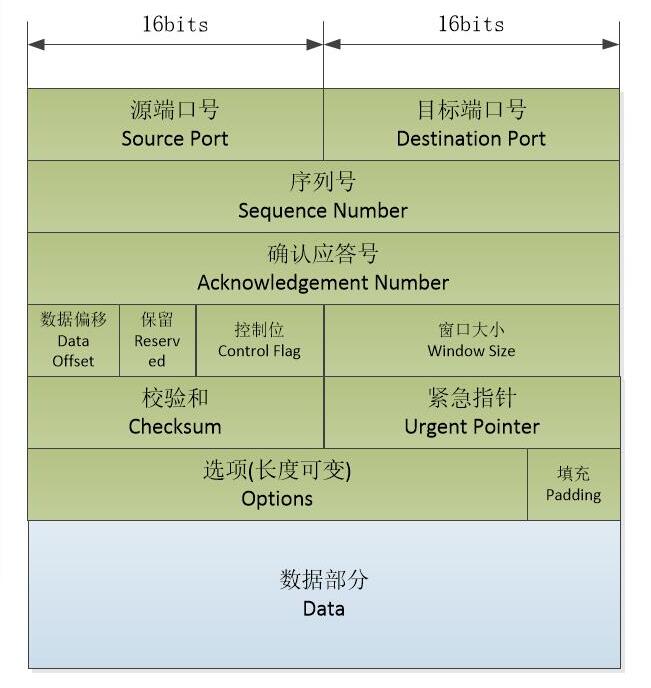 16bits 16bits
源端口号
Source Port
目标端口号
Destination Port
序列号
Sequence Number
确认应答号
Acknowledgement Number
数据偏移
Data
Offset
保留
Reserv
ed
控制位
Control Flag
窗口大小
Window Size
校验和
Checksum
紧急指针
Urgent Pointer
选项(长度可变)
Options
填充
Padding
数据部分
Data